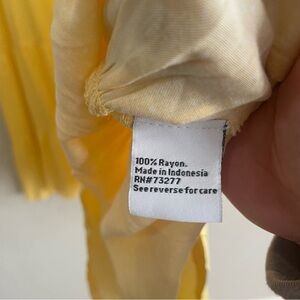 100% Rayon.
Made in Indonesia
RN#73277
See reverse for care